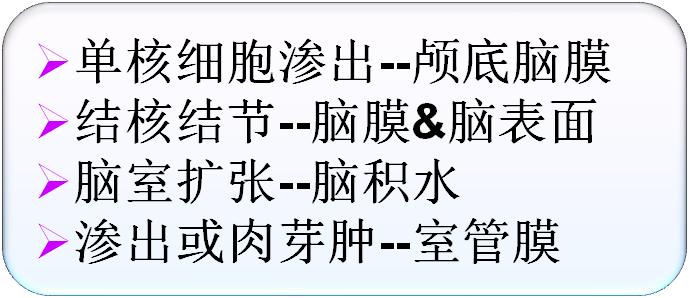 ➢单核细胞渗出--颅底脑膜
➢结核结节--脑膜&脑表面
➢脑室扩张--脑积水
➢渗出或肉芽肿--室管膜